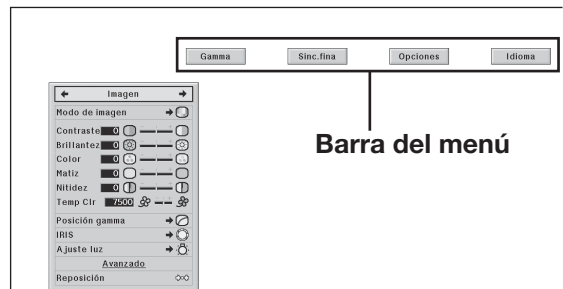 Gamma Sinc.fina Opciones Idioma
Barra del menú
Imagen
Modo de imagen
Contraste 0
Brillantez 0
Color 0
Matiz 0
Nitidez 0
Temp Clr 7500
Posición gamma
IRIS
Ajuste luz
Avanzado
Reposición